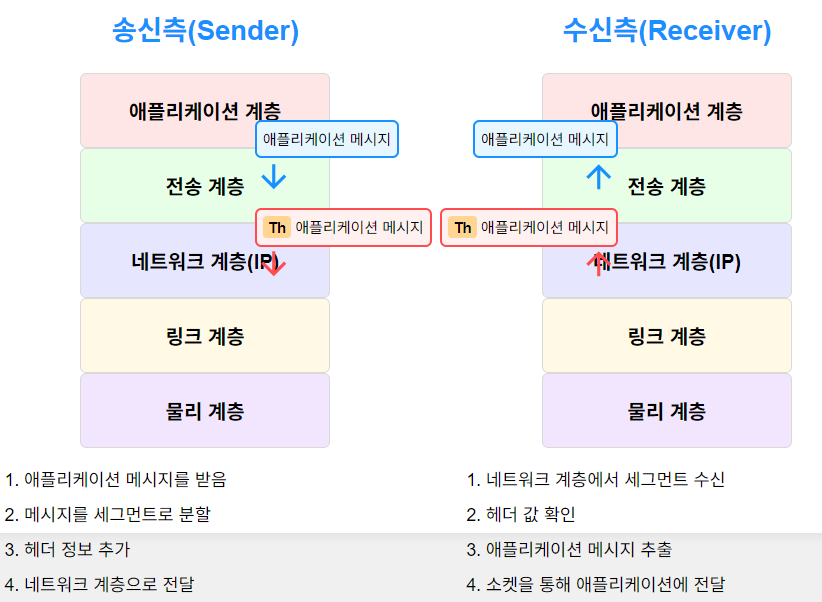 송신측(Sender)
애플리케이션 계층
애플리케이션 메시지
전송 계층
Th 애플리케이션 메시지
네트워크 계층(IP)
링크 계층
물리 계층
1. 애플리케이션 메시지를 받음
2. 메시지를 세그먼트로 분할
3. 헤더 정보 추가
4. 네트워크 계층으로 전달
수신측(Receiver)
애플리케이션 계층
애플리케이션 메시지
전송 계층
Th 애플리케이션 메시지
네트워크 계층(IP)
링크 계층
물리 계층
1. 네트워크 계층에서 세그먼트 수신
2. 헤더 값 확인
3. 애플리케이션 메시지 추출
4. 소켓을 통해 애플리케이션에 전달